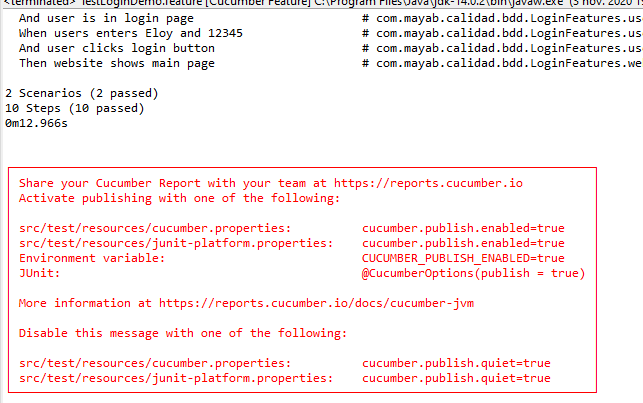 <terminated> TestLoginDemo.feature [Cucumber Feature] C:\Program Files\Java\jdk-14.0.2\bin\javaw.exe (3 nov. 2020
And user is in login page # com.mayab.calidad.bdd.LoginFeatures.us
When users enters Eloy and 12345 # com.mayab.calidad.bdd.LoginFeatures.us
And user clicks login button # com.mayab.calidad.bdd.LoginFeatures.us
Then website shows main page # com.mayab.calidad.bdd.LoginFeatures.we
2 Scenarios (2 passed)
10 Steps (10 passed)
0m12.966s
Share your Cucumber Report with your team at https://reports.cucumber.io
Activate publishing with one of the following:
src/test/resources/cucumber.properties: cucumber.publish.enabled=true
src/test/resources/junit-platform.properties: cucumber.publish.enabled=true
Environment variable: CUCUMBER_PUBLISH_ENABLED=true
JUnit: @CucumberOptions(publish = true)
More information at https://reports.cucumber.io/docs/cucumber-jvm
Disable this message with one of the following:
src/test/resources/cucumber.properties: cucumber.publish.quiet=true
src/test/resources/junit-platform.properties: cucumber.publish.quiet=true